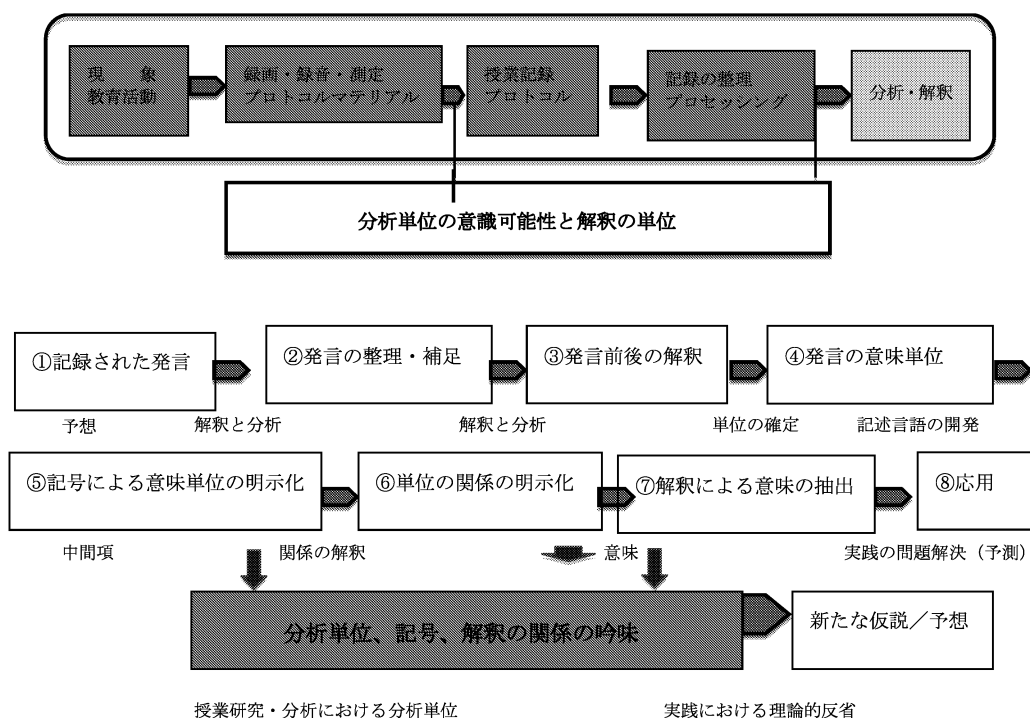 現　　象
教育活動
録画・録音・測定
プロトコルマテリアル
授業記録
プロトコル
記録の整理
プロセッシング
分析・解釈
分析単位の意識可能性と解釈の単位
①記録された発言
②発言の整理・補足
③発言前後の解釈
④発言の意味単位
予想
解釈と分析
解釈と分析
単位の確定
記述言語の開発
⑤記号による意味単位の明示化
⑥単位の関係の明示化
⑦解釈による意味の抽出
⑧応用
中間項
関係の解釈
意味
実践の問題解決（予測）
分析単位、記号、解釈の関係の吟味
新たな仮説／予想
授業研究・分析における分析単位
実践における理論的反省